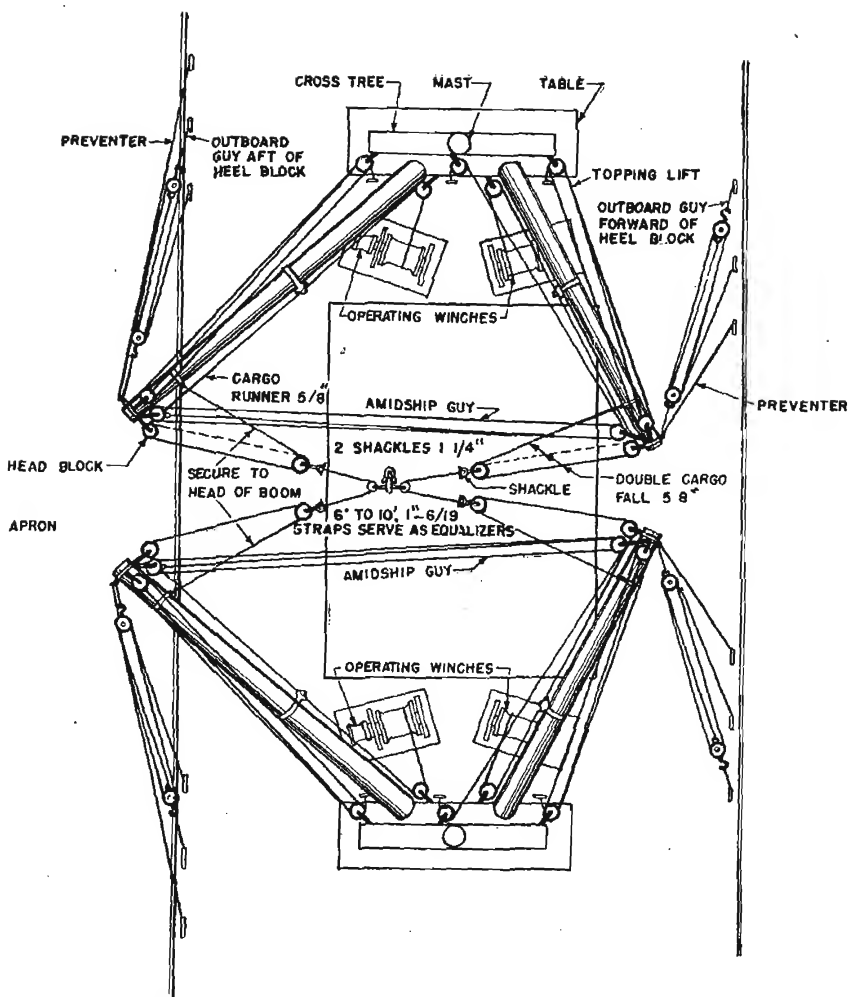 CROSS TREE
MAST
TABLE
PREVENTER
OUTBOARD
GUY AFT OF
HEEL BLOCK
TOPPING LIFT
OUTBOARD GUY
FORWARD OF
HEEL BLOCK
OPERATING WINCHES
CARGO
RUNNER 5/8"
AMIDSHIP GUY
PREVENTER
2 SHACKLES 1 1/4"
HEAD BLOCK
SECURE TO
HEAD OF BOOM
SHACKLE
DOUBLE CARGO
FALL 5 8"
APRON
6' TO 10', 1"-6/19
STRAPS SERVE AS EQUALIZERS
AMIDSHIP GUY
OPERATING WINCHES